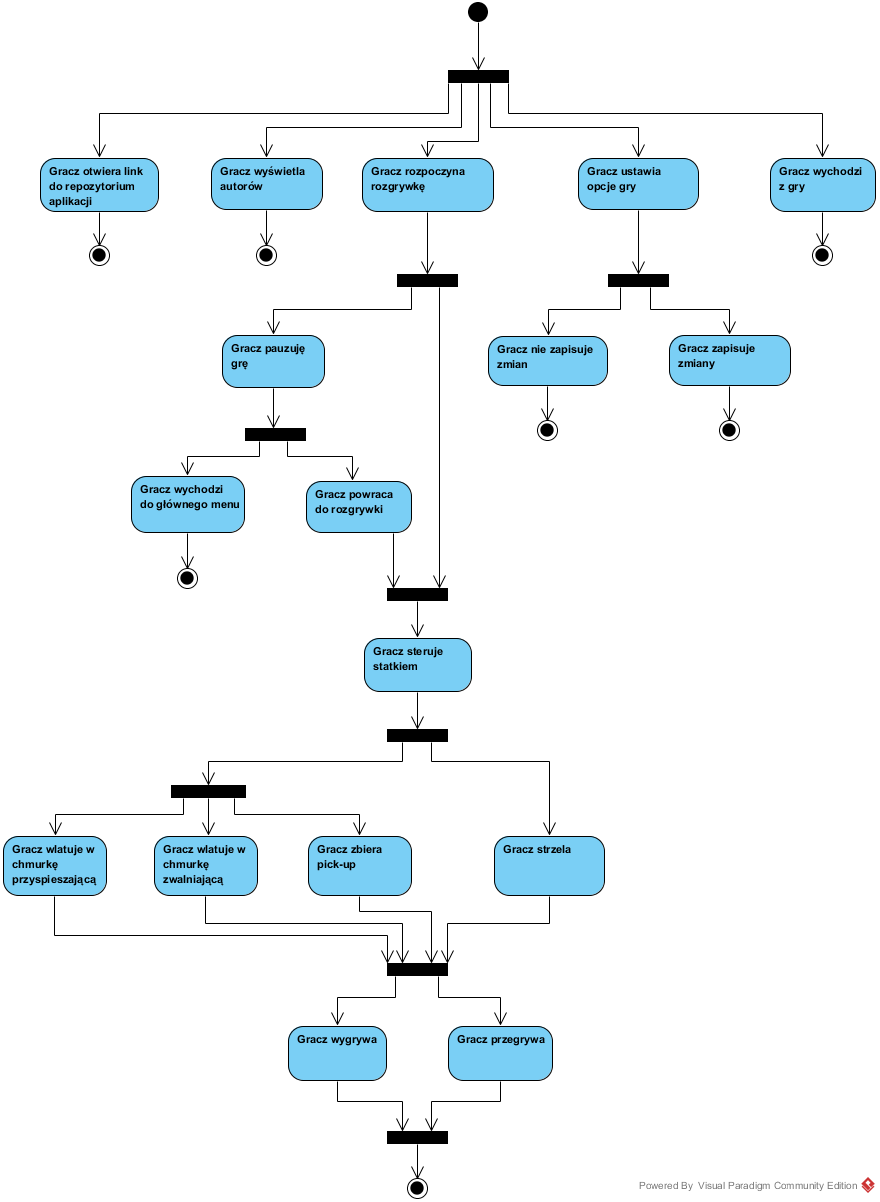 Gracz otwiera link
do repozytorium
aplikacji
Gracz wyświetla
autorów
Gracz rozpoczyna
rozgrywkę
Gracz ustawia
opcje gry
Gracz wychodzi
z gry
Gracz pauzuję
grę
Gracz nie zapisuje
zmian
Gracz zapisuje
zmiany
Gracz wychodzi
do głównego menu
Gracz powraca
do rozgrywki
Gracz steruje
statkiem
Gracz wlatuje w
chmurkę
przyspieszającą
Gracz wlatuje w
chmurkę
zwalniającą
Gracz zbiera
pick-up
Gracz strzela
Gracz wygrywa
Gracz przegrywa
Powered By Visual Paradigm Community Edition